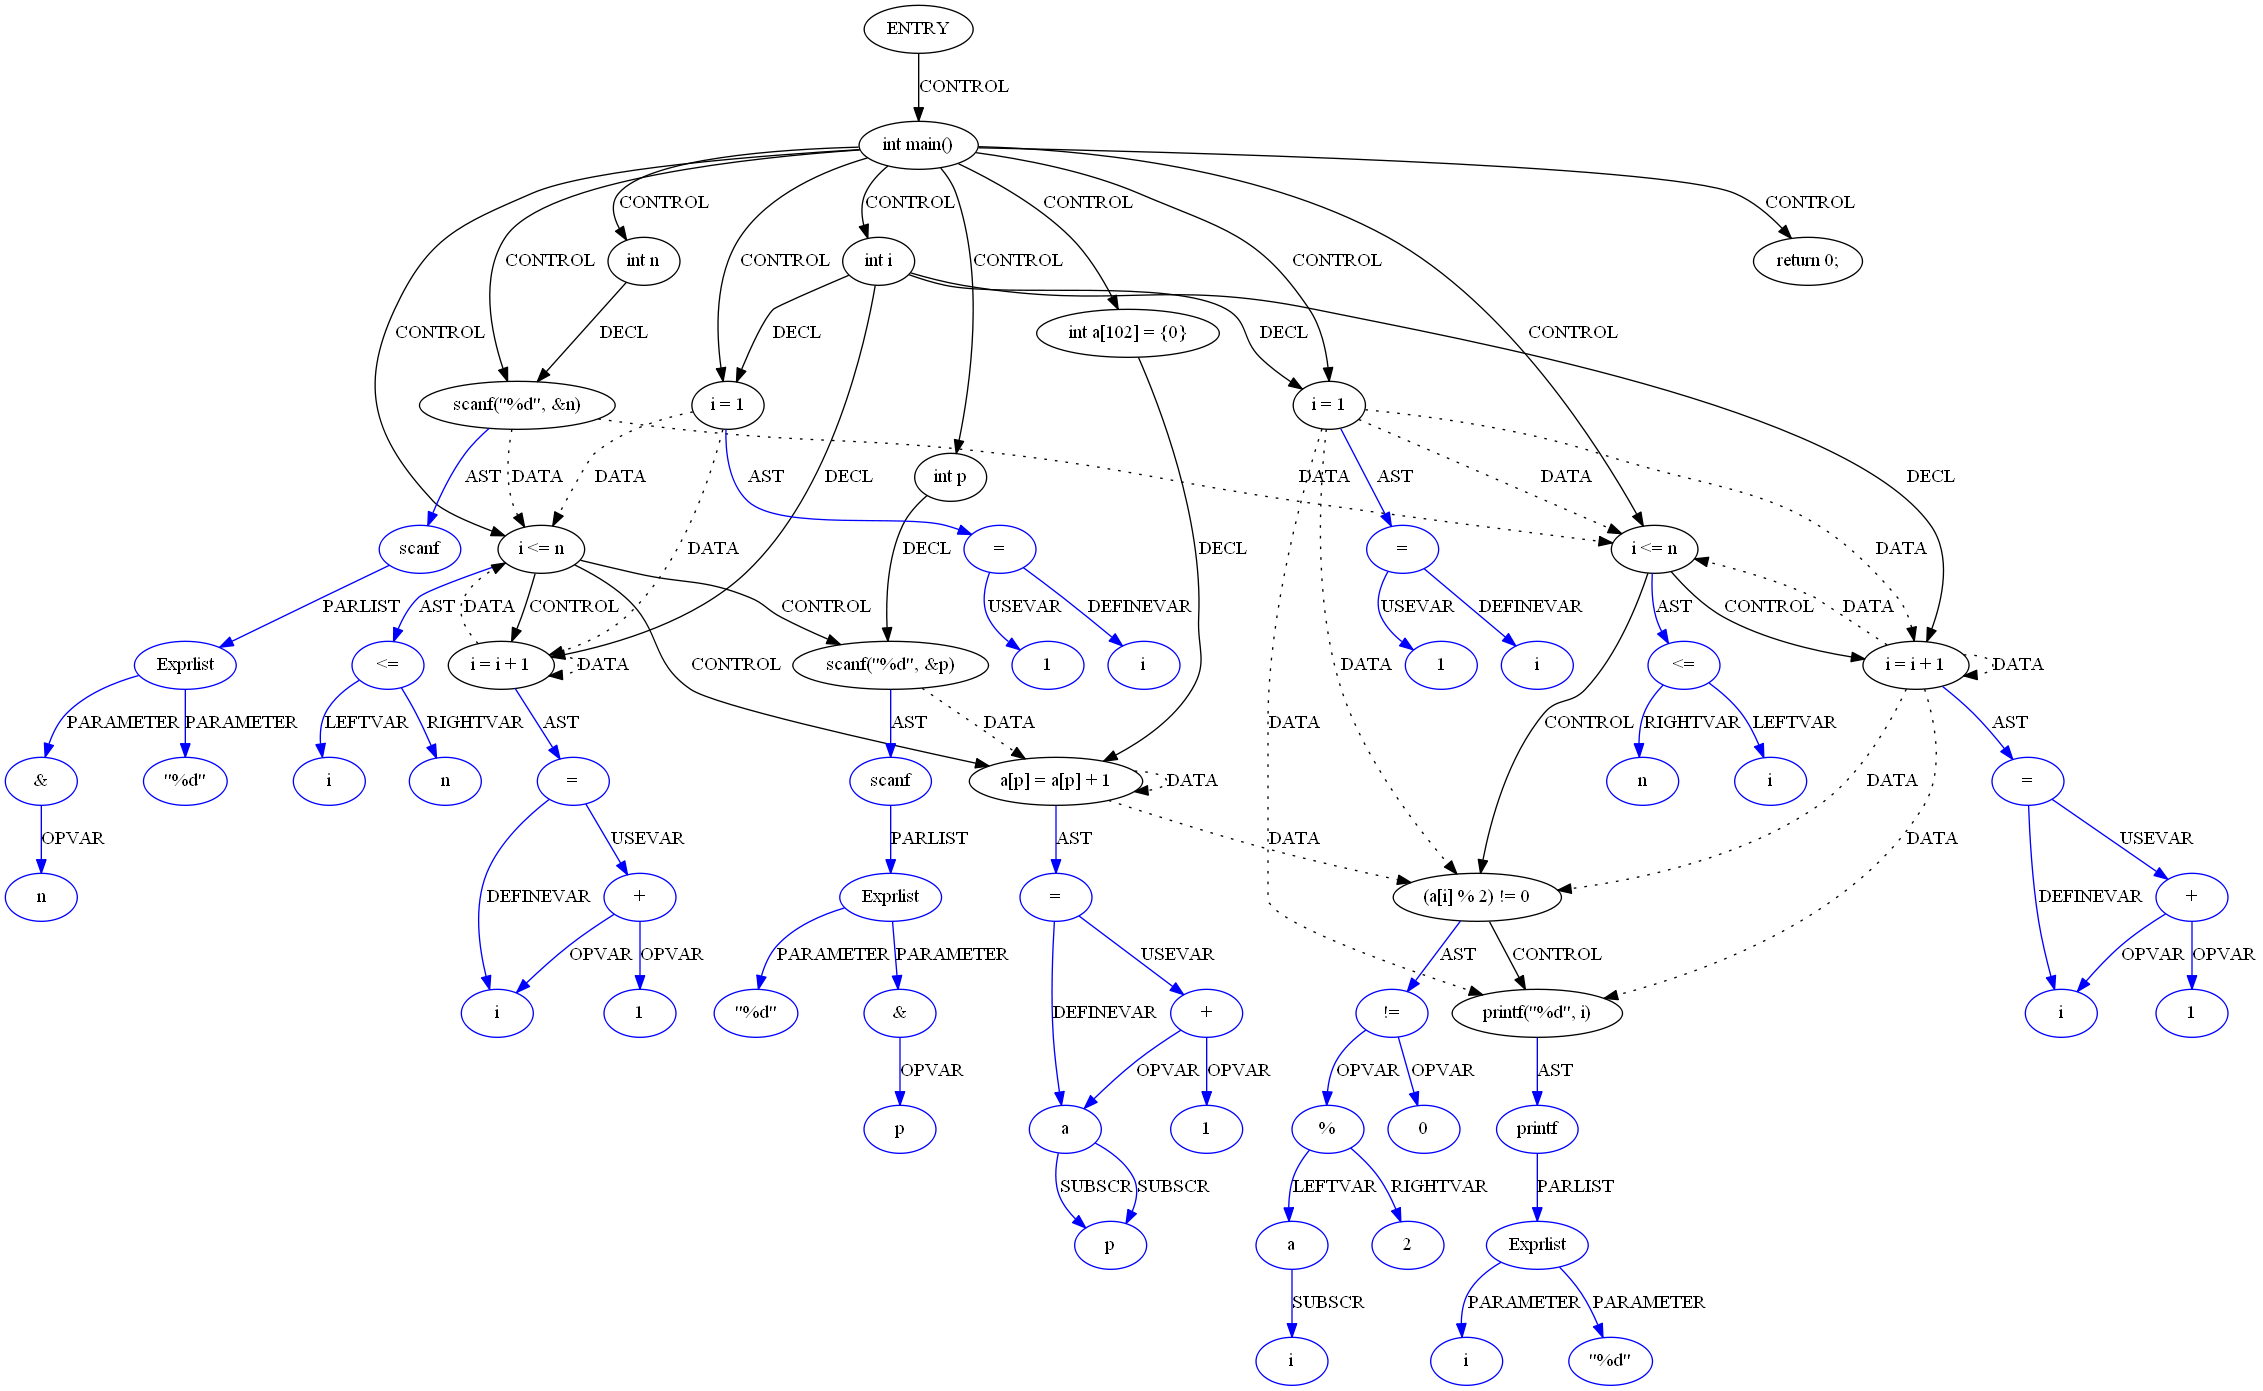 ENTRY
CONTROL
int main()
CONTROL CONTROL CONTROL CONTROL CONTROL
int n int i return 0;
CONTROL CONTROL CONTROL CONTROL
CONTROL DECL DECL int a[102] = {0} DECL CONTROL
scanf("%d", &n) i = 1 i = 1
AST DATA DATA AST DECL int p DATA AST DATA DECL
scanf i <= n DATA DECL = DECL = i <= n DATA
PARLIST AST DATA CONTROL CONTROL USEVAR DEFINEVAR USEVAR DEFINEVAR AST CONTROL DATA
Exprlist <= i = i + 1 DATA CONTROL scanf("%d", &p) 1 i 1 i <= i = i + 1 DATA
PARAMETER PARAMETER LEFTVAR RIGHTVAR AST AST DATA DATA DATA CONTROL RIGHTVAR LEFTVAR AST
& "%d" i n = scanf a[p] = a[p] + 1 DATA n i DATA =
OPVAR USEVAR PARLIST AST DATA DATA USEVAR
n DEFINEVAR + Exprlist = (a[i] % 2) != 0 DEFINEVAR +
OPVAR OPVAR PARAMETER PARAMETER USEVAR AST CONTROL OPVAR OPVAR
i 1 "%d" & DEFINEVAR + != printf("%d", i) i 1
OPVAR OPVAR OPVAR OPVAR OPVAR AST
p a 1 % 0 printf
SUBSCR SUBSCR LEFTVAR RIGHTVAR PARLIST
p a 2 Exprlist
SUBSCR PARAMETER PARAMETER
i i "%d"